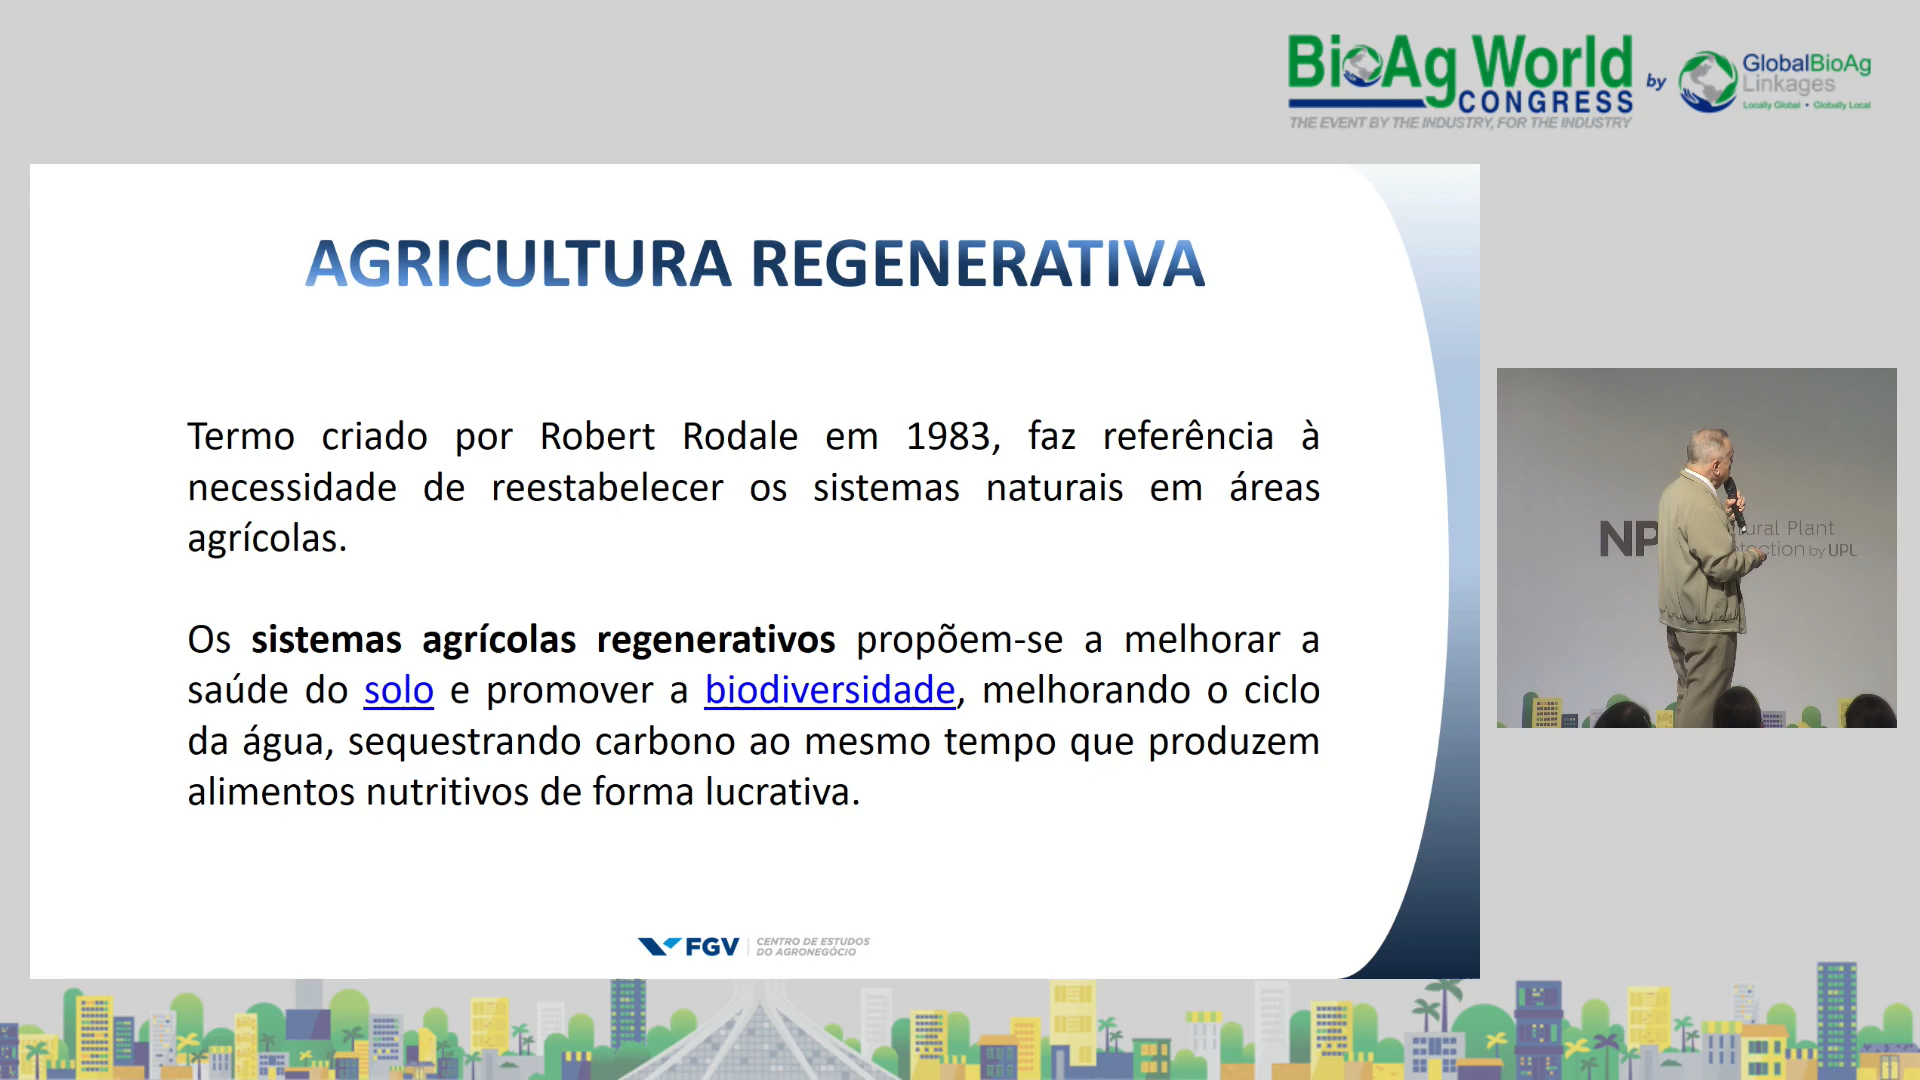 BioAg World
CONGRESS
THE EVENT BY THE INDUSTRY, FOR THE INDUSTRY
by
GlobalBioAg
Linkages
Locally Global • Globally Local
AGRICULTURA REGENERATIVA
Termo criado por Robert Rodale em 1983, faz referência à
necessidade de reestabelecer os sistemas naturais em áreas
agrícolas.
Os sistemas agrícolas regenerativos propõem-se a melhorar a
saúde do solo e promover a biodiversidade, melhorando o ciclo
da água, sequestrando carbono ao mesmo tempo que produzem
alimentos nutritivos de forma lucrativa.
FGV
CENTRO DE ESTUDOS
DO AGRONEGÓCIO
Plant
by UPL